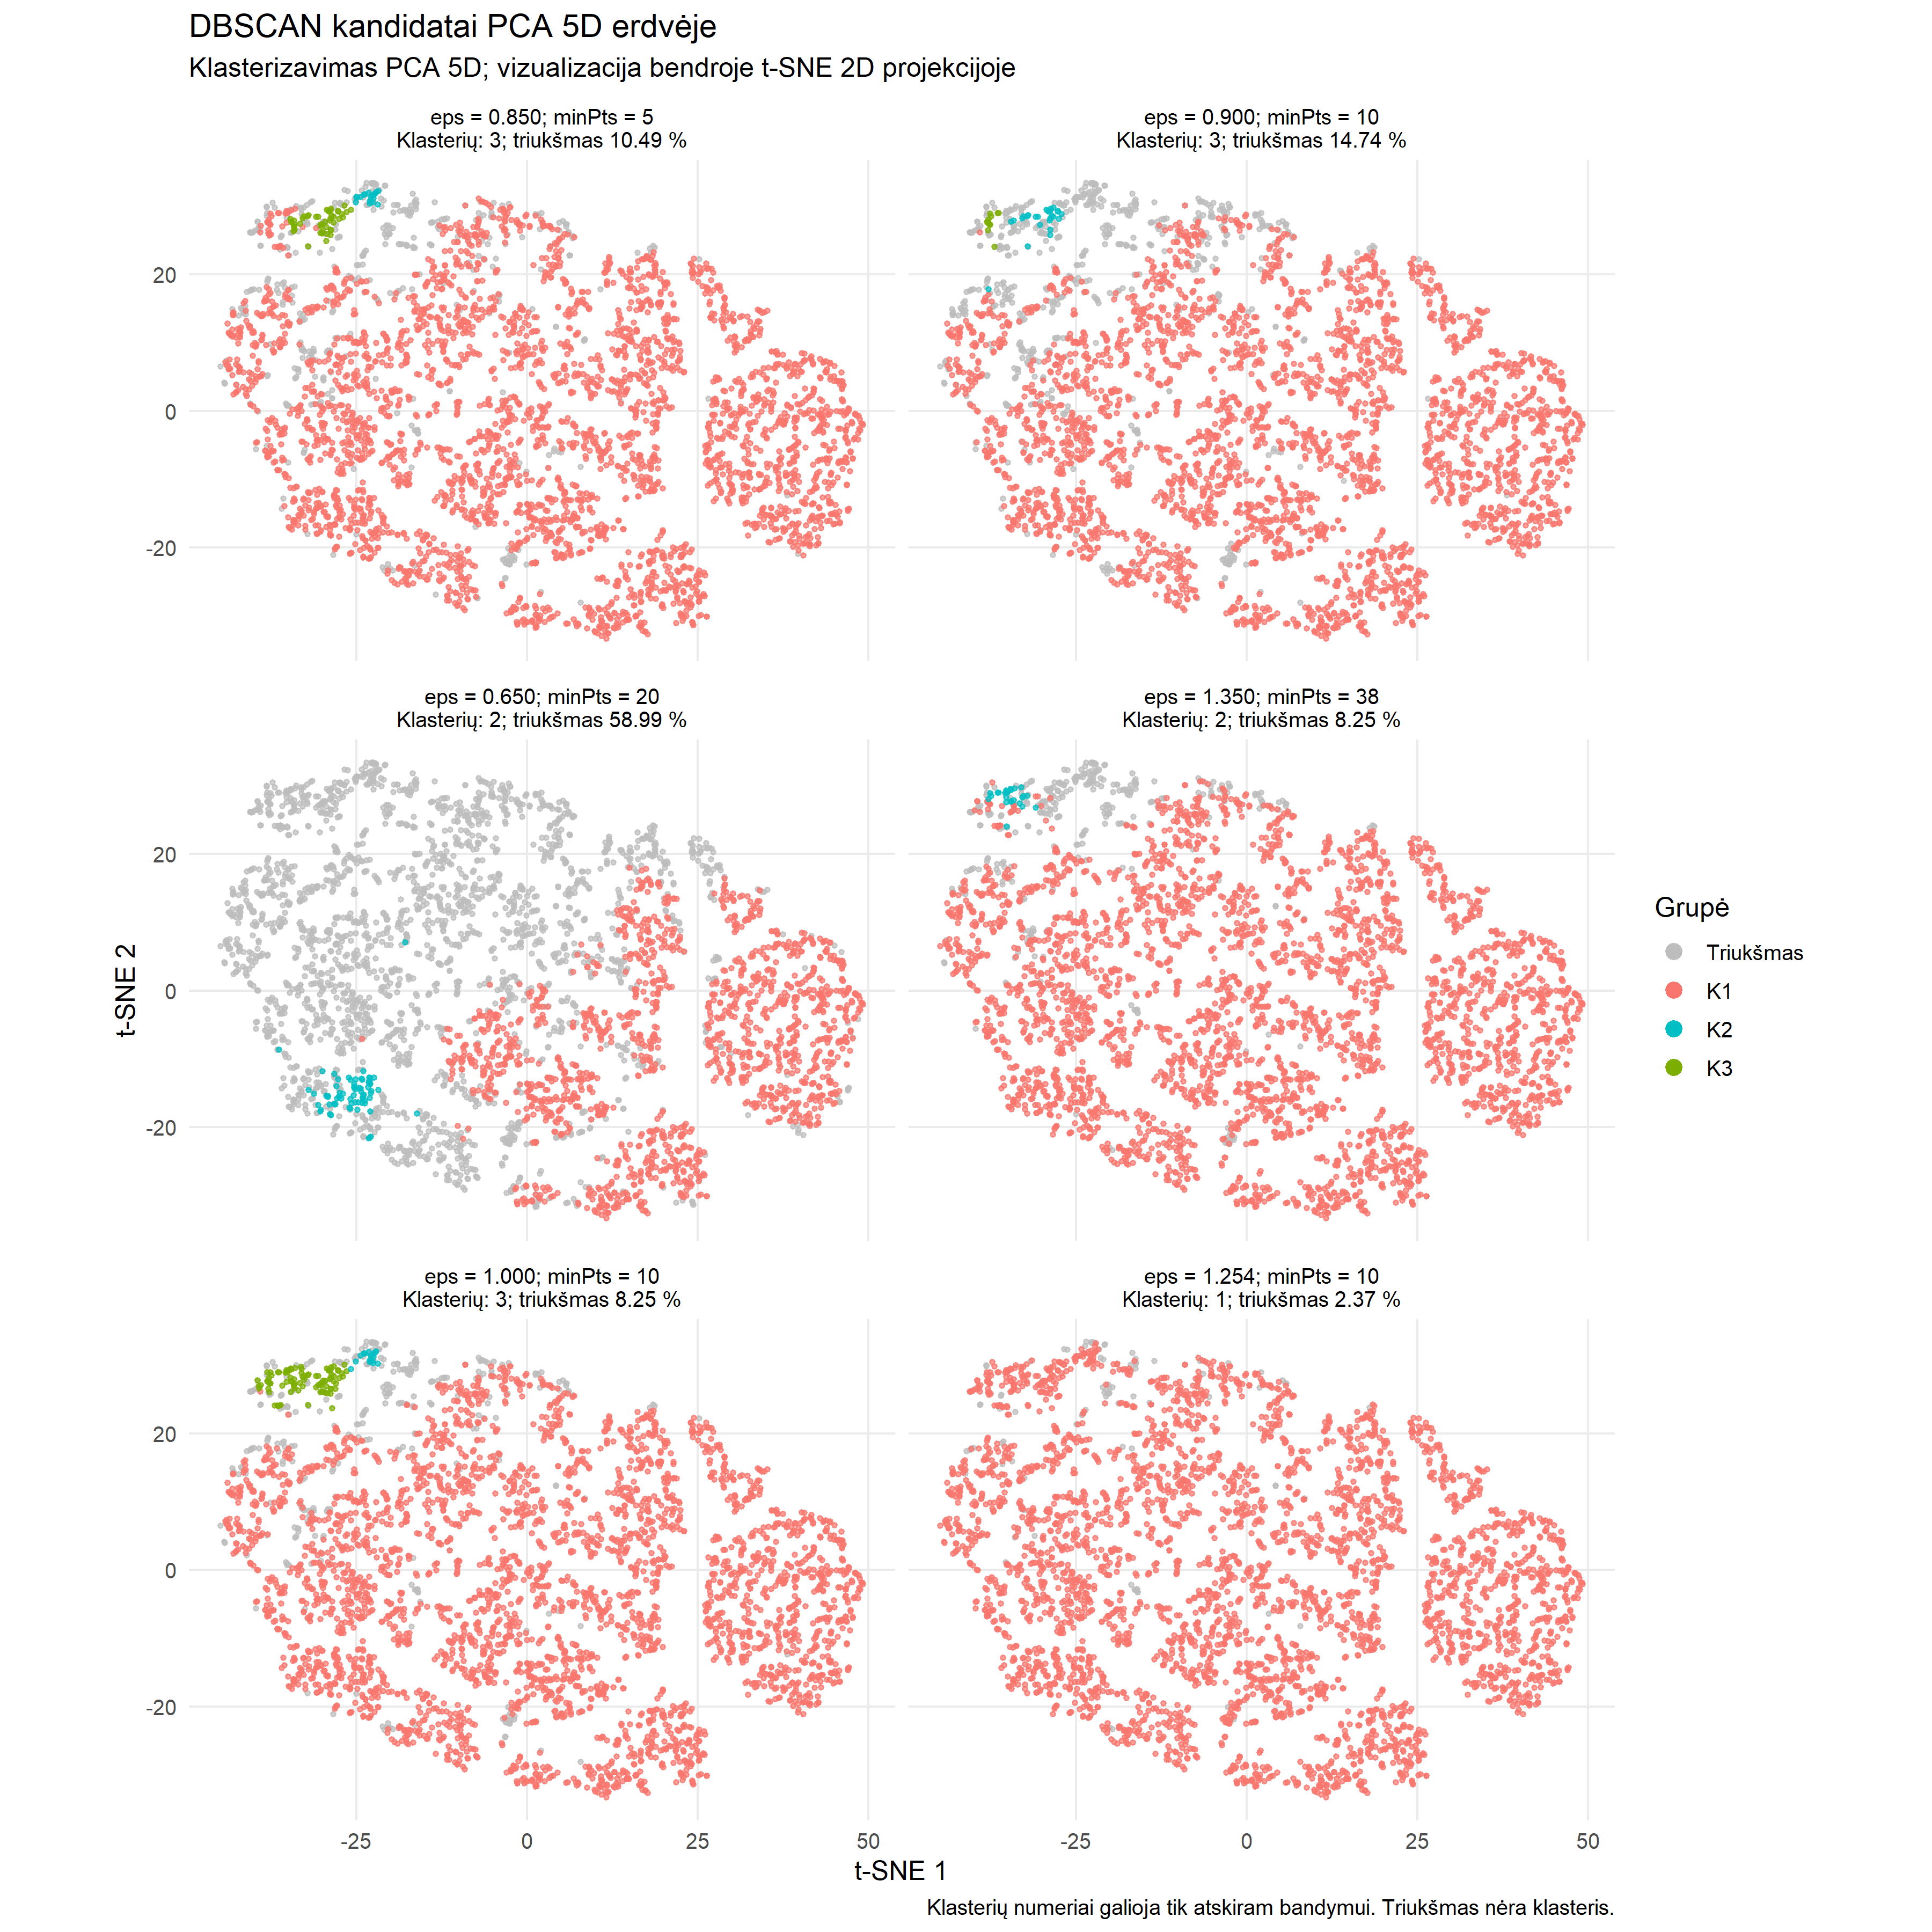 DBSCAN kandidatai PCA 5D erdvėje
Klasterizavimas PCA 5D; vizualizacija bendroje t-SNE 2D projekcijoje
eps = 0.850; minPts = 5
Klasterių: 3; triukšmas 10.49 %
eps = 0.900; minPts = 10
Klasterių: 3; triukšmas 14.74 %
20
0
-20
eps = 0.650; minPts = 20
Klasterių: 2; triukšmas 58.99 %
eps = 1.350; minPts = 38
Klasterių: 2; triukšmas 8.25 %
20
0
-20
t-SNE 2
Grupė
Triukšmas
K1
K2
K3
eps = 1.000; minPts = 10
Klasterių: 3; triukšmas 8.25 %
eps = 1.254; minPts = 10
Klasterių: 1; triukšmas 2.37 %
20
0
-20
-25 0 25 50
-25 0 25 50
t-SNE 1
Klasterių numeriai galioja tik atskiram bandymui. Triukšmas nėra klasteris.